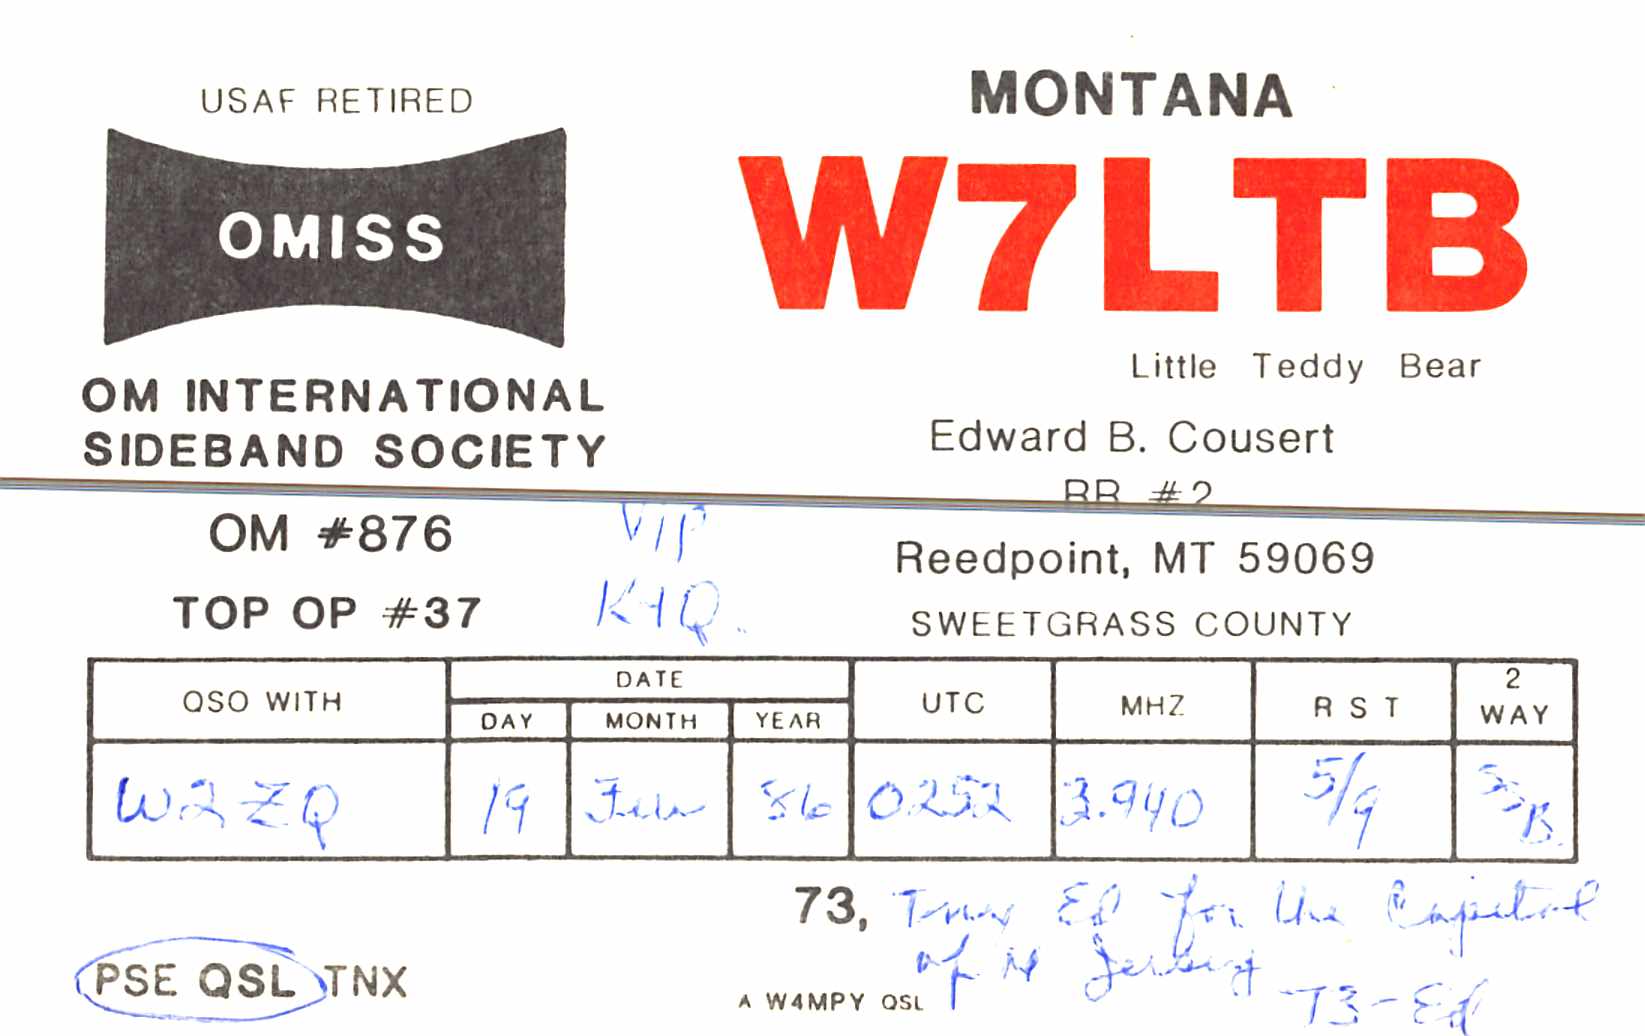 USAF RETIRED
OMISS
OM INTERNATIONAL
SIDEBAND SOCIETY
MONTANA
W7LTB
Little Teddy Bear
Edward B. Cousert
RR #2
OM #876
TOP OP #37
VIP
Reedpoint, MT 59069
SWEETGRASS COUNTY
QSO WITH DATE UTC MHZ R S T 2 WAY
DAY MONTH YEAR
W2ZQ 19 Feb 86 0252 3.940 5/9 SSB.
73, Tnx Ed for the Capital
of N Jersey
73-Ed
PSE QSL TNX
A W4MPY QSL